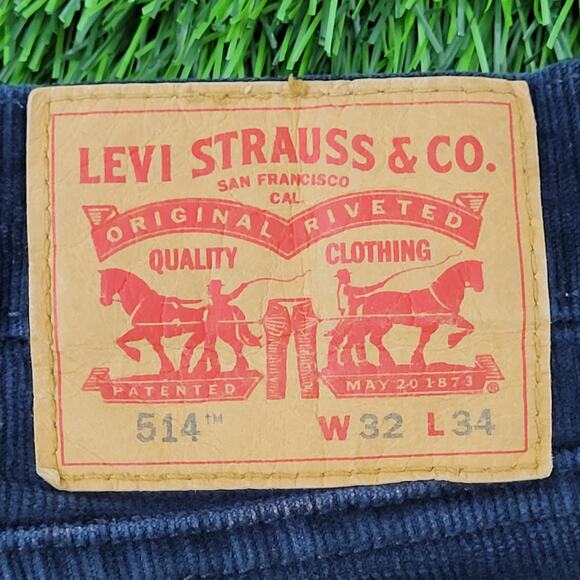 LEVI STRAUSS & CO.
SAN FRANCISCO
CAL.
ORIGINAL RIVETED
QUALITY CLOTHING
PATENTED MAY 20 1873 ®
514™ W 32 L 34